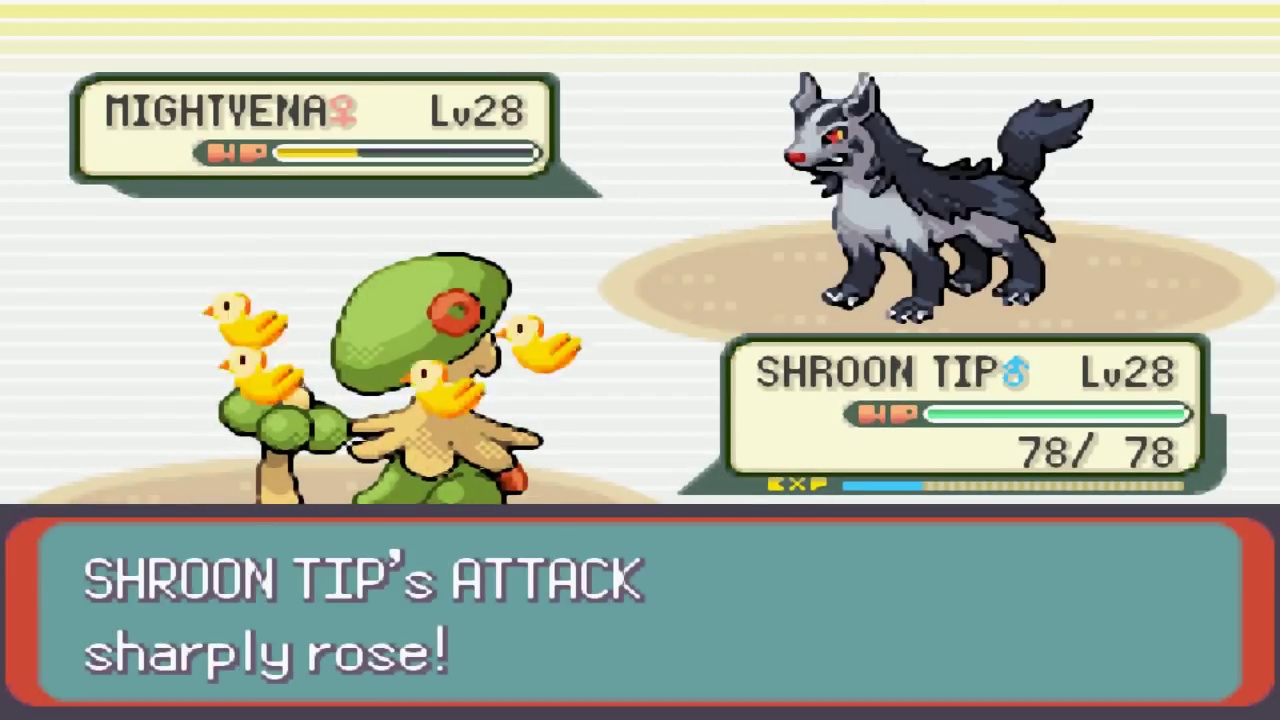 MIGHTYENA♀ Lv28
HP
SHROON TIP♂ Lv28
HP
78/ 78
EXP
SHROON TIP's ATTACK
sharply rose!